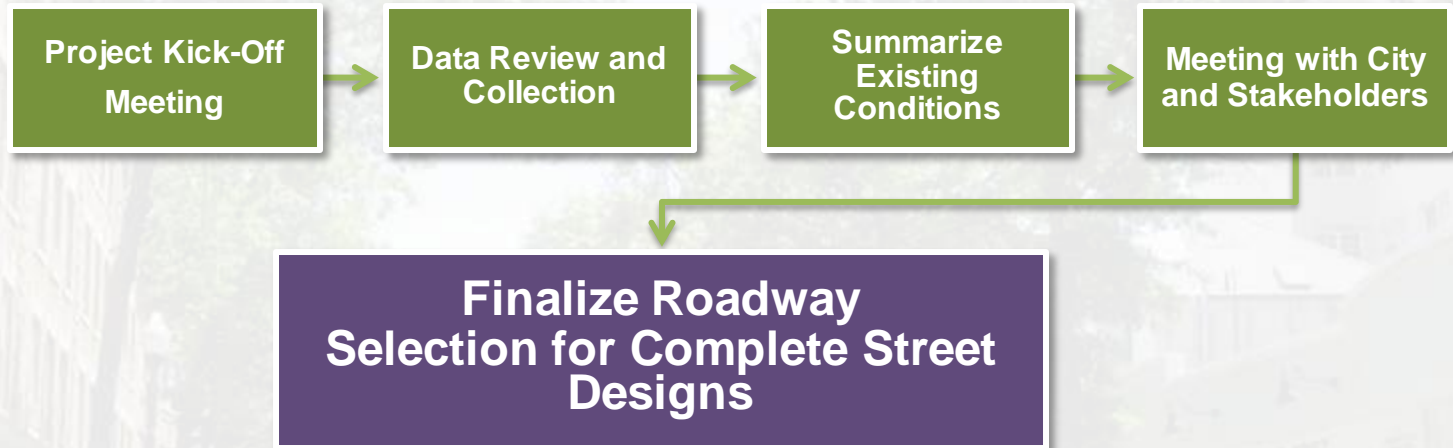 Project Kick-Off
Meeting
Data Review and
Collection
Summarize
Existing
Conditions
Meeting with City
and Stakeholders
Finalize Roadway
Selection for Complete Street
Designs